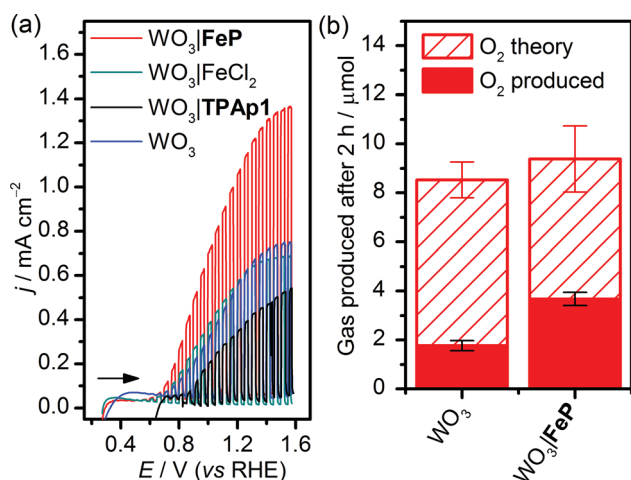 (a)
WO₃|FeP
WO₃|FeCl₂
WO₃|TPAp1
WO₃
1.6
1.4
1.2
1.0
0.8
0.6
0.4
0.2
0.0
j / mA cm⁻²
0.4 0.8 1.2 1.6
E / V (vs RHE)
(b)
O₂ theory
O₂ produced
14
12
10
8
6
4
2
0
Gas produced after 2 h / μmol
WO₃
WO₃|FeP